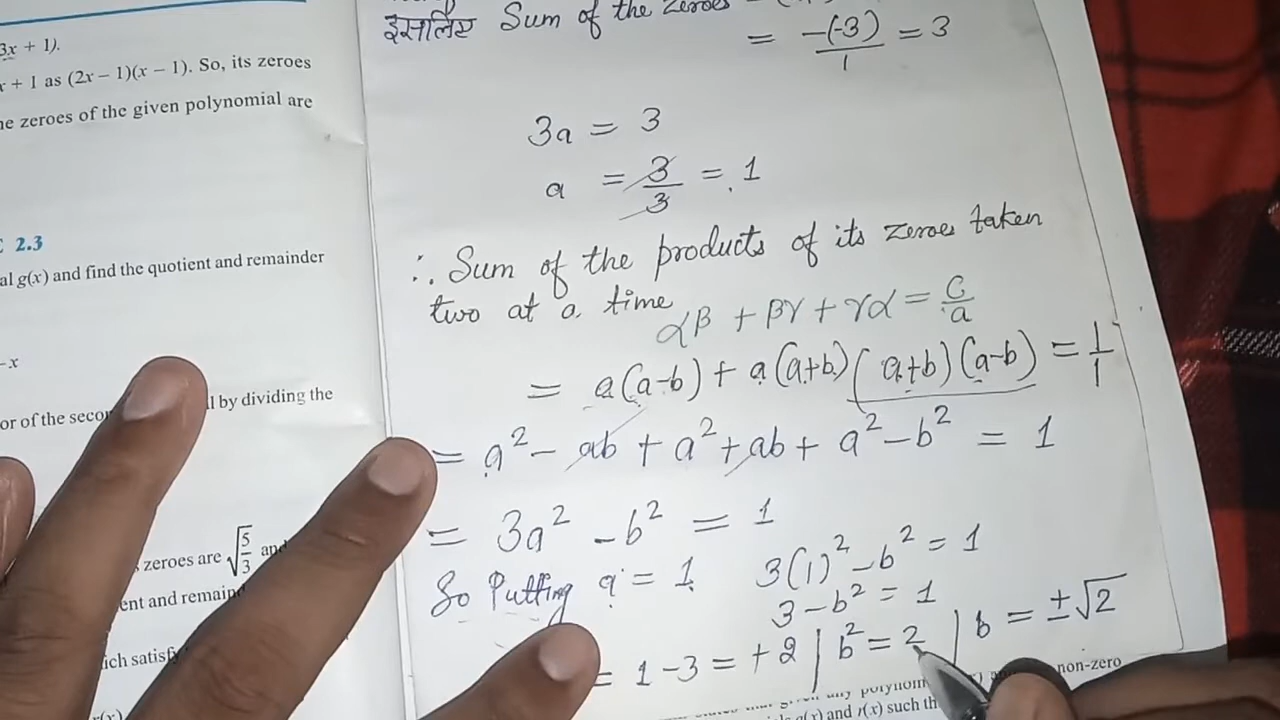 3x + 1).
x + 1 as (2x – 1)(x – 1). So, its zeroes
he zeroes of the given polynomial are
2.3
al g(x) and find the quotient and remainder
– x
or of the secon
l by dividing the
zeroes are √5/3 and
ent and remain
ich satisf
इसलिए Sum of the zeroes
= -(-3)/1 = 3
3a = 3
a = 3/3 = 1
∴ Sum of the products of its zeroes taken
two at a time
αβ + βγ + γα = c/a
= a(a-b) + a(a+b) (a+b)(a-b) = 1/1
= a² - ab + a² + ab + a² - b² = 1
= 3a² - b² = 1
So Putting a = 1 3(1)² - b² = 1
3 - b² = 1
= 1 - 3 = +2 | b² = 2 | b = ±√2
non-zero
and r(x) such th